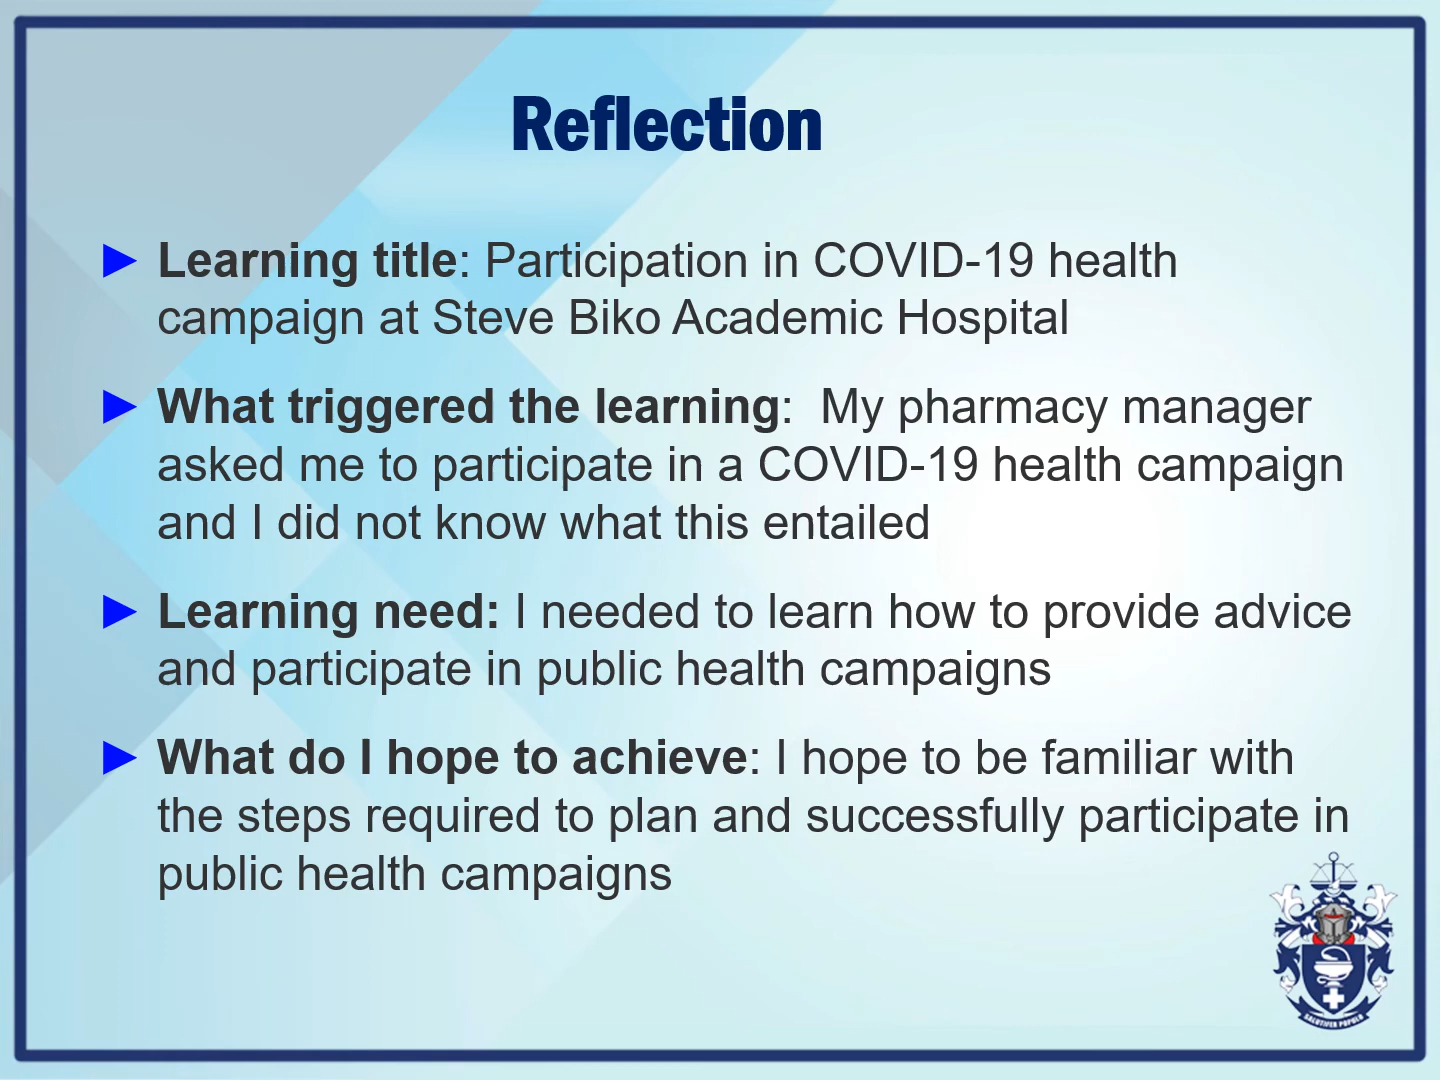 Reflection
► Learning title: Participation in COVID-19 health
campaign at Steve Biko Academic Hospital
► What triggered the learning:  My pharmacy manager
asked me to participate in a COVID-19 health campaign
and I did not know what this entailed
► Learning need: I needed to learn how to provide advice
and participate in public health campaigns
► What do I hope to achieve: I hope to be familiar with
the steps required to plan and successfully participate in
public health campaigns
SALUTIFER POPULO